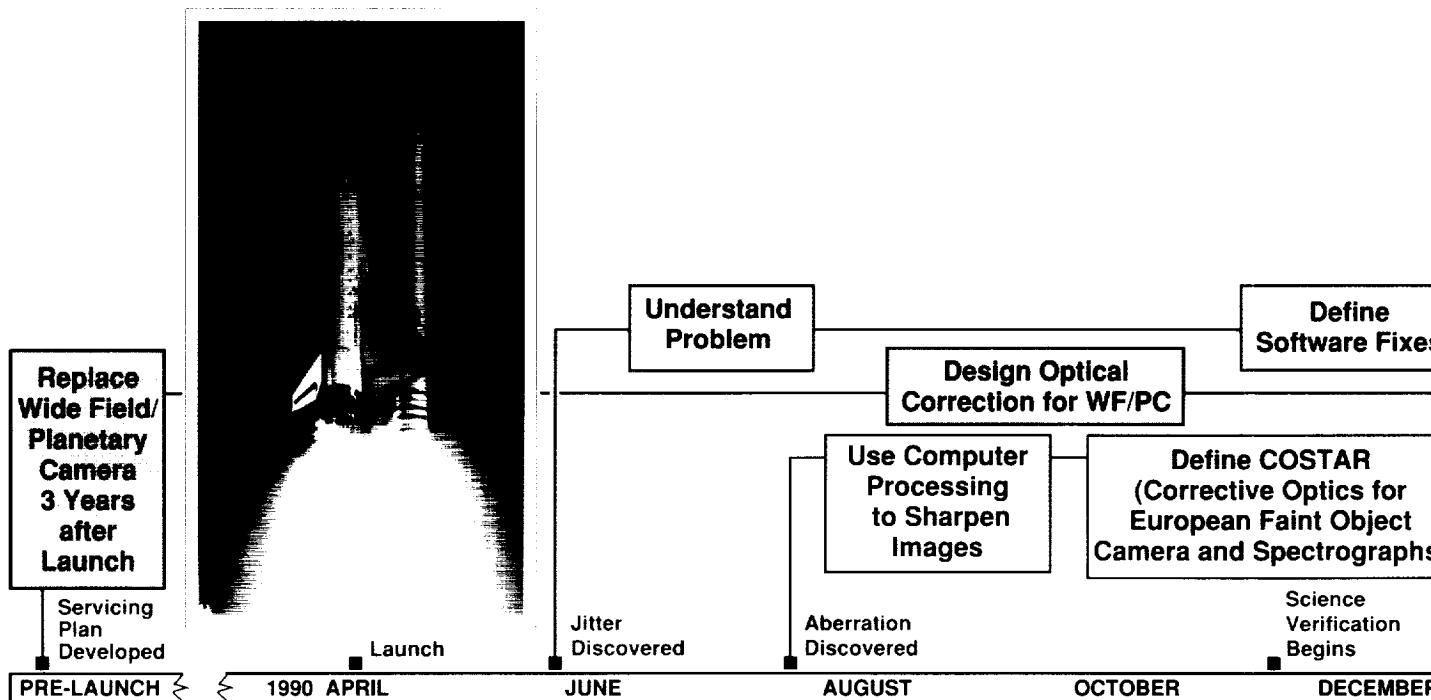 Replace
Wide Field/
Planetary
Camera
3 Years
after
Launch
Understand
Problem
Define
Software Fixes
Design Optical
Correction for WF/PC
Use Computer
Processing
to Sharpen
Images
Define COSTAR
(Corrective Optics for
European Faint Object
Camera and Spectrographs
Servicing
Plan
Developed
Launch
Jitter
Discovered
Aberration
Discovered
Science
Verification
Begins
PRE-LAUNCH 1990 APRIL JUNE AUGUST OCTOBER DECEMBER